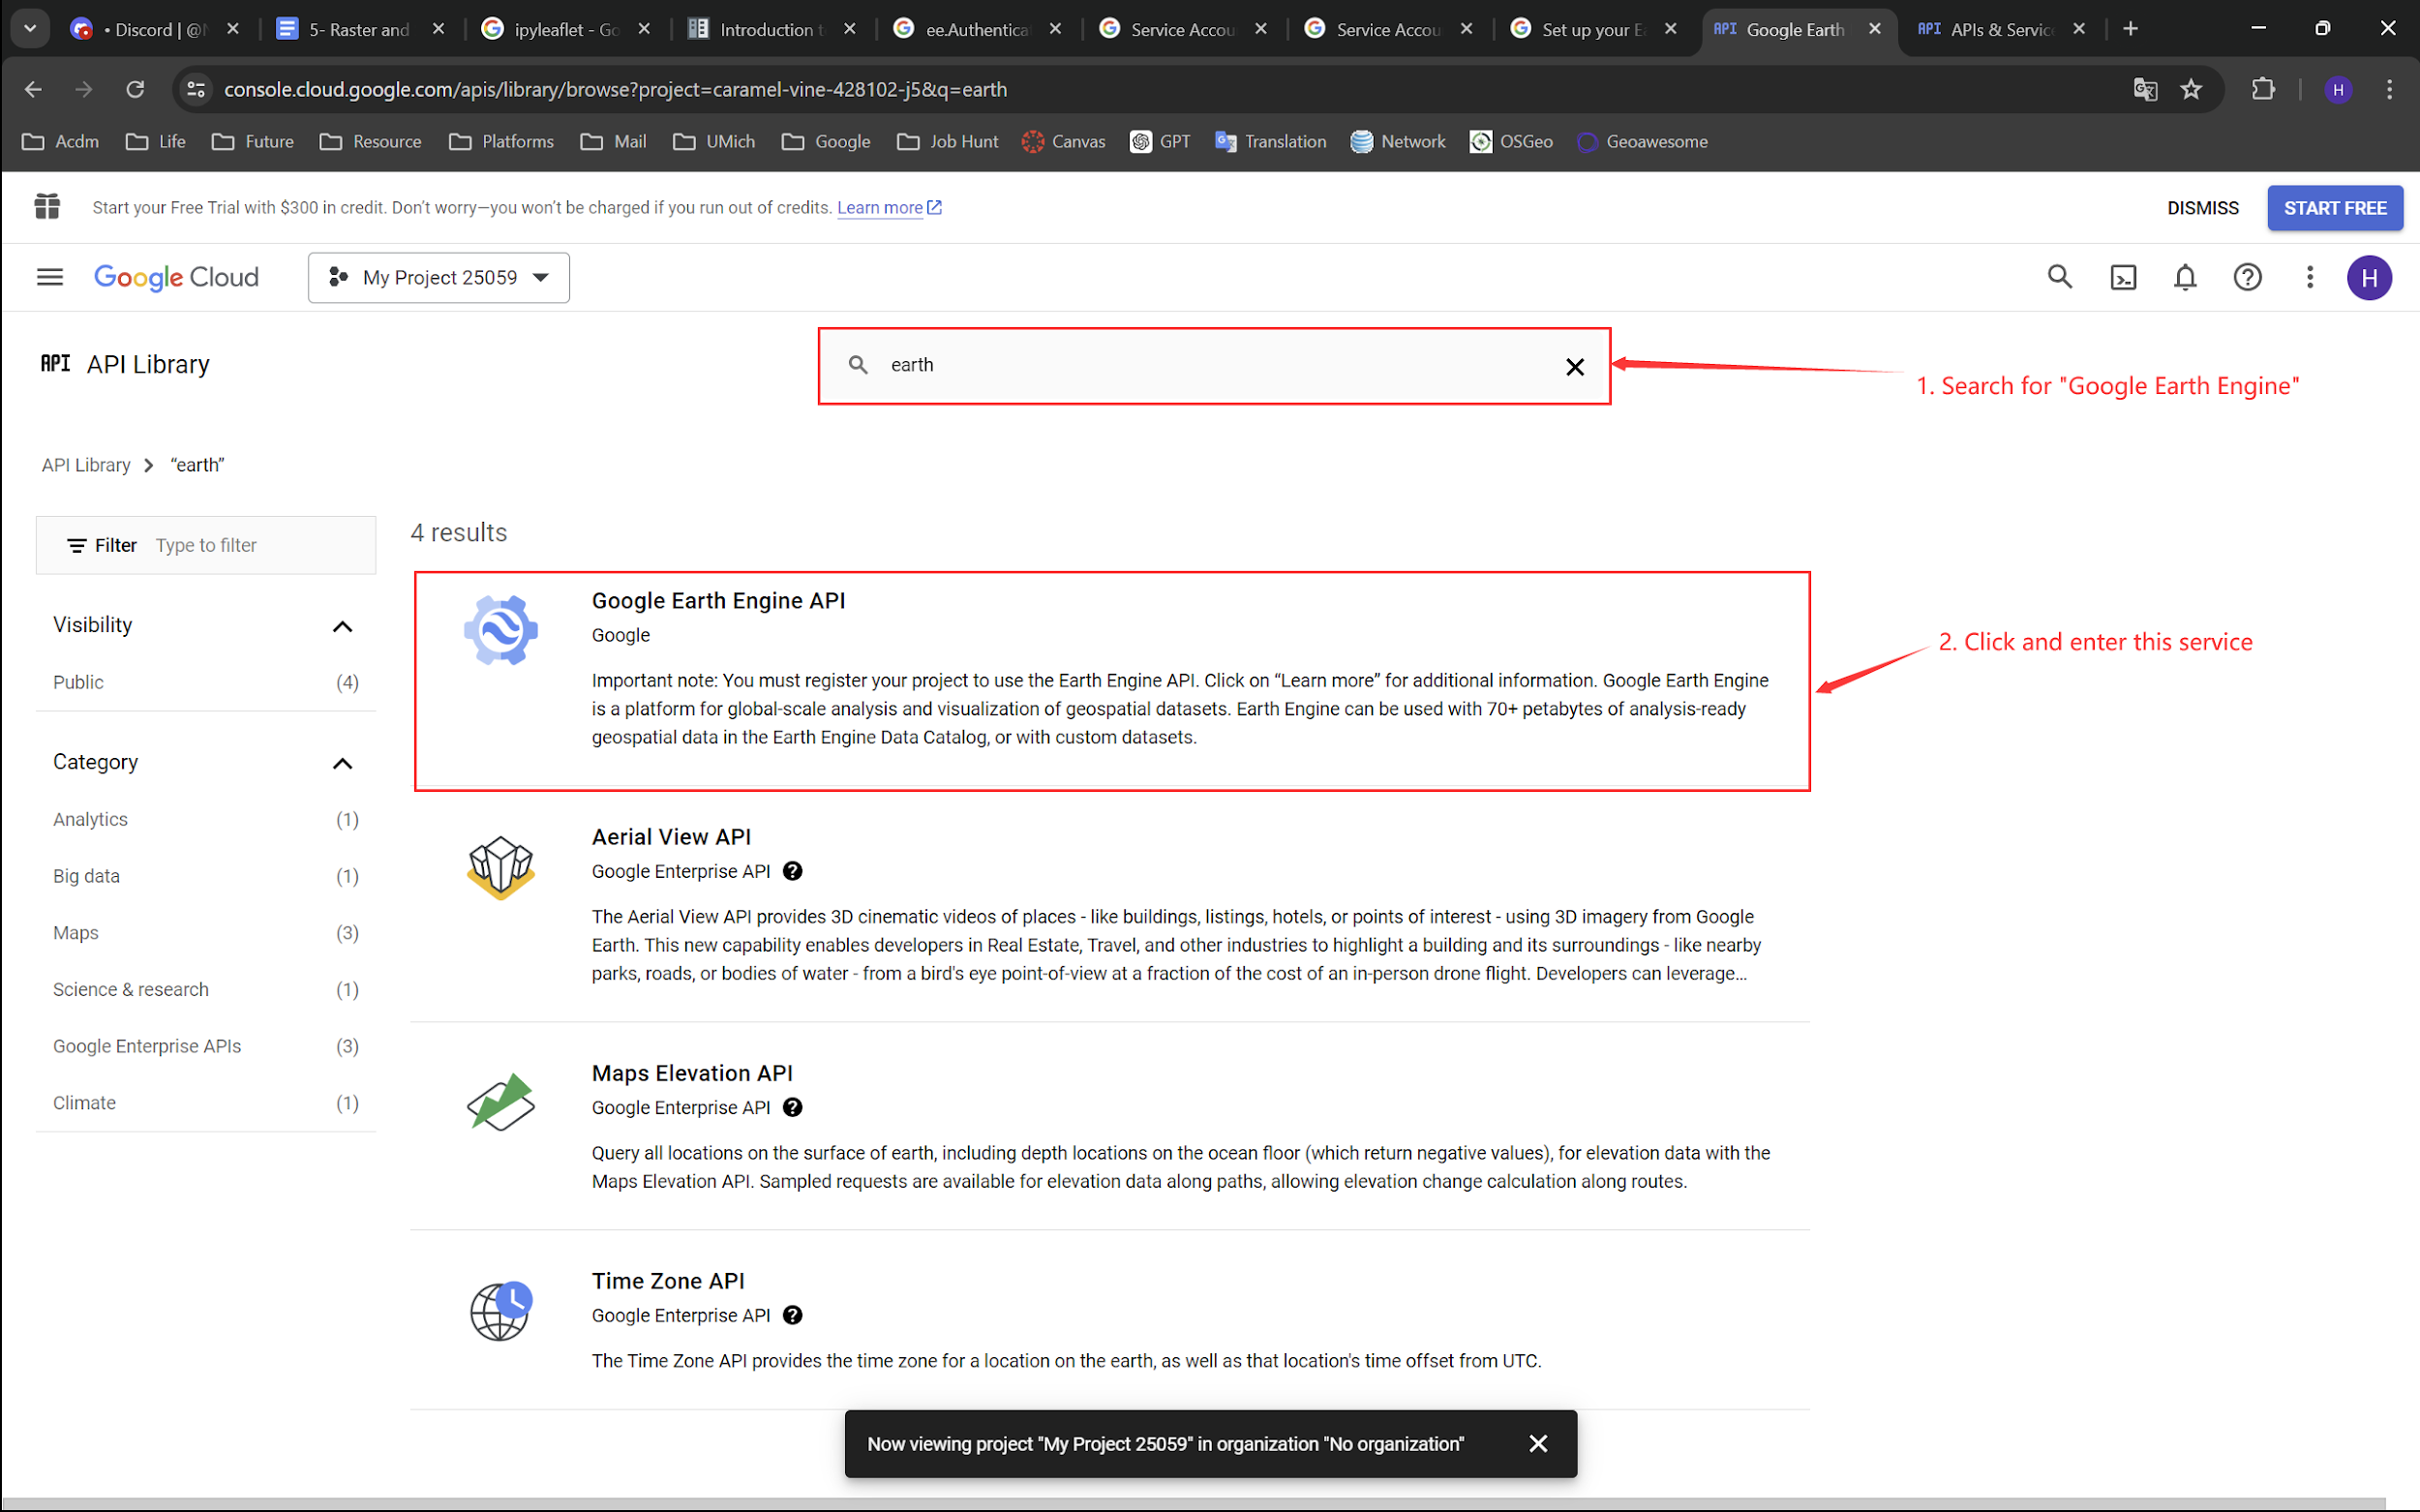 • Discord | @
5- Raster and
ipyleaflet - Go
Introduction t
ee.Authentica
Service Accou
Service Accou
Set up your Ea
API Google Earth
API APIs & Service
console.cloud.google.com/apis/library/browse?project=caramel-vine-428102-j5&q=earth
H
Acdm Life Future Resource Platforms Mail UMich Google Job Hunt Canvas GPT Translation Network OSGeo Geoawesome
Start your Free Trial with $300 in credit. Don’t worry—you won’t be charged if you run out of credits. Learn more
DISMISS
START FREE
Google Cloud
My Project 25059
H
API API Library
earth
1. Search for "Google Earth Engine"
API Library > “earth”
Filter Type to filter
Visibility
Public (4)
Category
Analytics (1)
Big data (1)
Maps (3)
Science & research (1)
Google Enterprise APIs (3)
Climate (1)
4 results
Google Earth Engine API
Google
Important note: You must register your project to use the Earth Engine API. Click on “Learn more” for additional information. Google Earth Engine
is a platform for global-scale analysis and visualization of geospatial datasets. Earth Engine can be used with 70+ petabytes of analysis-ready
geospatial data in the Earth Engine Data Catalog, or with custom datasets.
2. Click and enter this service
Aerial View API
Google Enterprise API
The Aerial View API provides 3D cinematic videos of places - like buildings, listings, hotels, or points of interest - using 3D imagery from Google
Earth. This new capability enables developers in Real Estate, Travel, and other industries to highlight a building and its surroundings - like nearby
parks, roads, or bodies of water - from a bird's eye point-of-view at a fraction of the cost of an in-person drone flight. Developers can leverage...
Maps Elevation API
Google Enterprise API
Query all locations on the surface of earth, including depth locations on the ocean floor (which return negative values), for elevation data with the
Maps Elevation API. Sampled requests are available for elevation data along paths, allowing elevation change calculation along routes.
Time Zone API
Google Enterprise API
The Time Zone API provides the time zone for a location on the earth, as well as that location's time offset from UTC.
Now viewing project "My Project 25059" in organization "No organization"